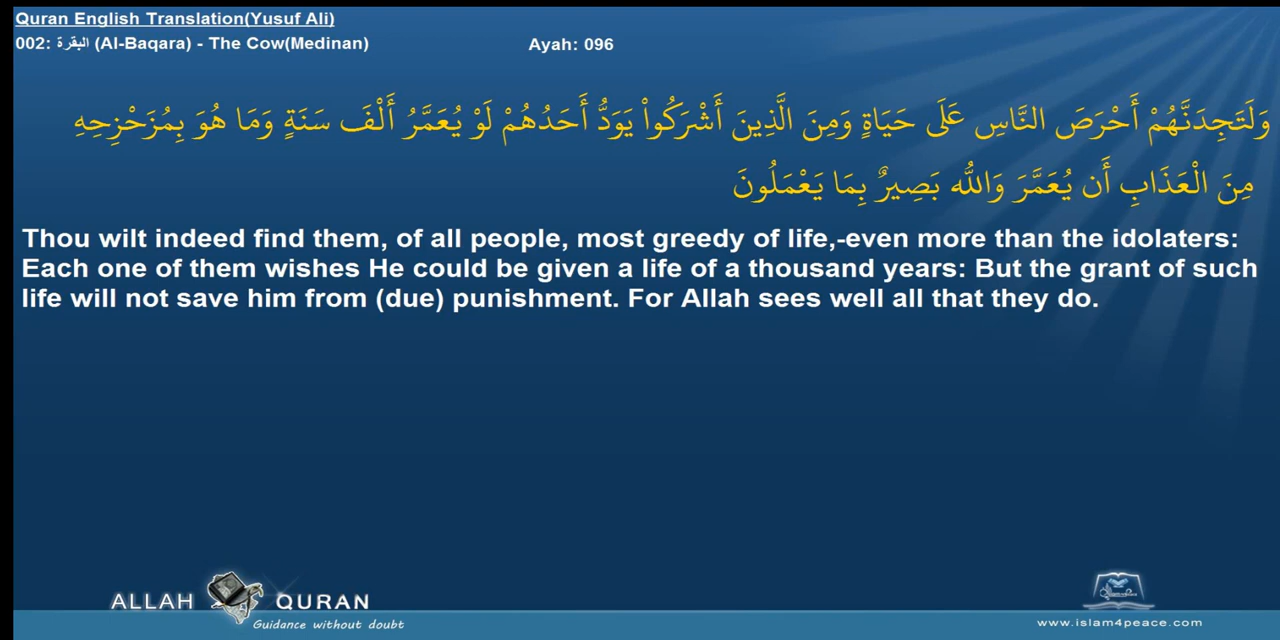 Quran English Translation(Yusuf Ali)
002: البقرة (Al-Baqara) - The Cow(Medinan)
Ayah: 096
وَلَتَجِدَنَّهُمْ أَحْرَصَ النَّاسِ عَلَى حَيَاةٍ وَمِنَ الَّذِينَ أَشْرَكُواْ يَوَدُّ أَحَدُهُمْ لَوْ يُعَمَّرُ أَلْفَ سَنَةٍ وَمَا هُوَ بِمُزَحْزِحِهِ
مِنَ الْعَذَابِ أَن يُعَمَّرَ وَاللّه بَصِيرٌ بِمَا يَعْمَلُونَ
Thou wilt indeed find them, of all people, most greedy of life,-even more than the idolaters:
Each one of them wishes He could be given a life of a thousand years: But the grant of such
life will not save him from (due) punishment. For Allah sees well all that they do.
ALLAH QURAN
Guidance without doubt
www.islam4peace.com